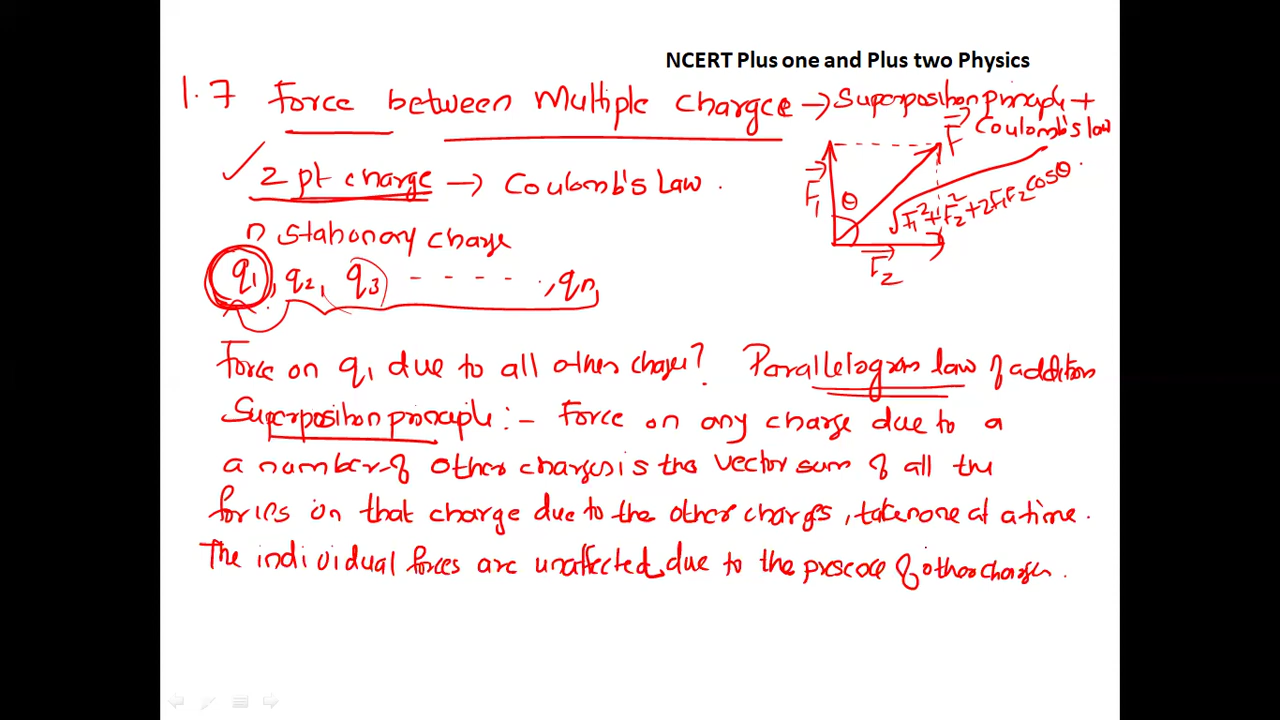 NCERT Plus one and Plus two Physics
1.7 Force between Multiple Charge → Superposition principle +
Coulomb's law
2 pt charge → Coulomb's Law .
n stationary charge
q1, q2, q3 - - - - - ., qn
F1
θ
F
√F1² + F2² + 2F1F2 cosθ
F2
Force on q1 due to all other charges? Parallelogram law of addition
Superposition principle :- Force on any charge due to a
a number of other charges is the vector sum of all the
forces on that charge due to the other charges, taken one at a time.
The individual forces are unaffected due to the presence of other charges.